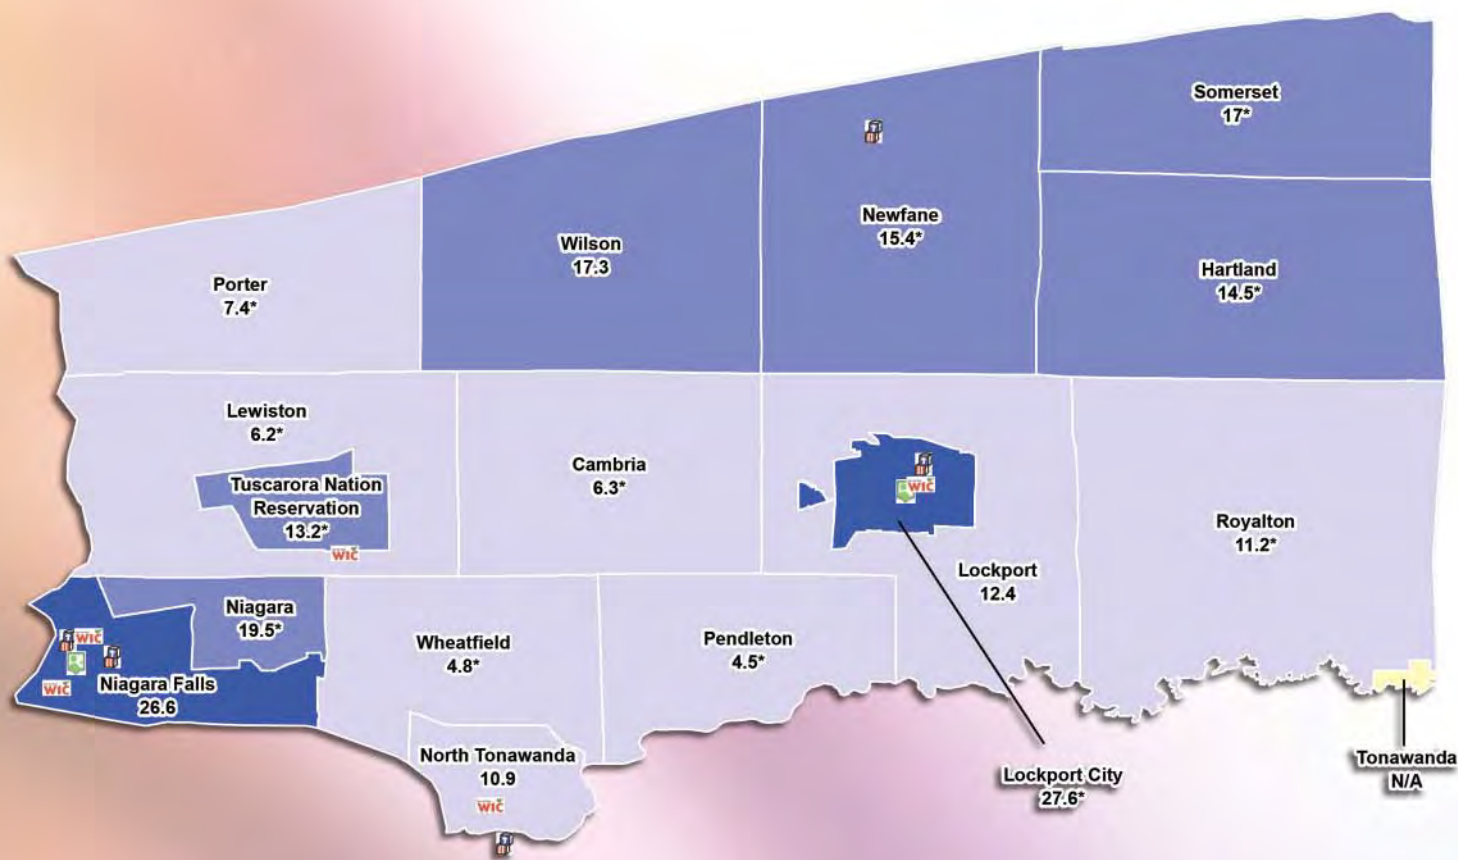 Somerset
17*
Newfane
15.4*
Wilson
17.3
Hartland
14.5*
Porter
7.4*
Lewiston
6.2*
Tuscarora Nation
Reservation
13.2*
WIC
Cambria
6.3*
WIC
Royalton
11.2*
Lockport
12.4
Niagara
19.5*
WIC
WIC
Niagara Falls
26.6
Wheatfield
4.8*
Pendleton
4.5*
North Tonawanda
10.9
WIC
Lockport City
27.6*
Tonawanda
N/A